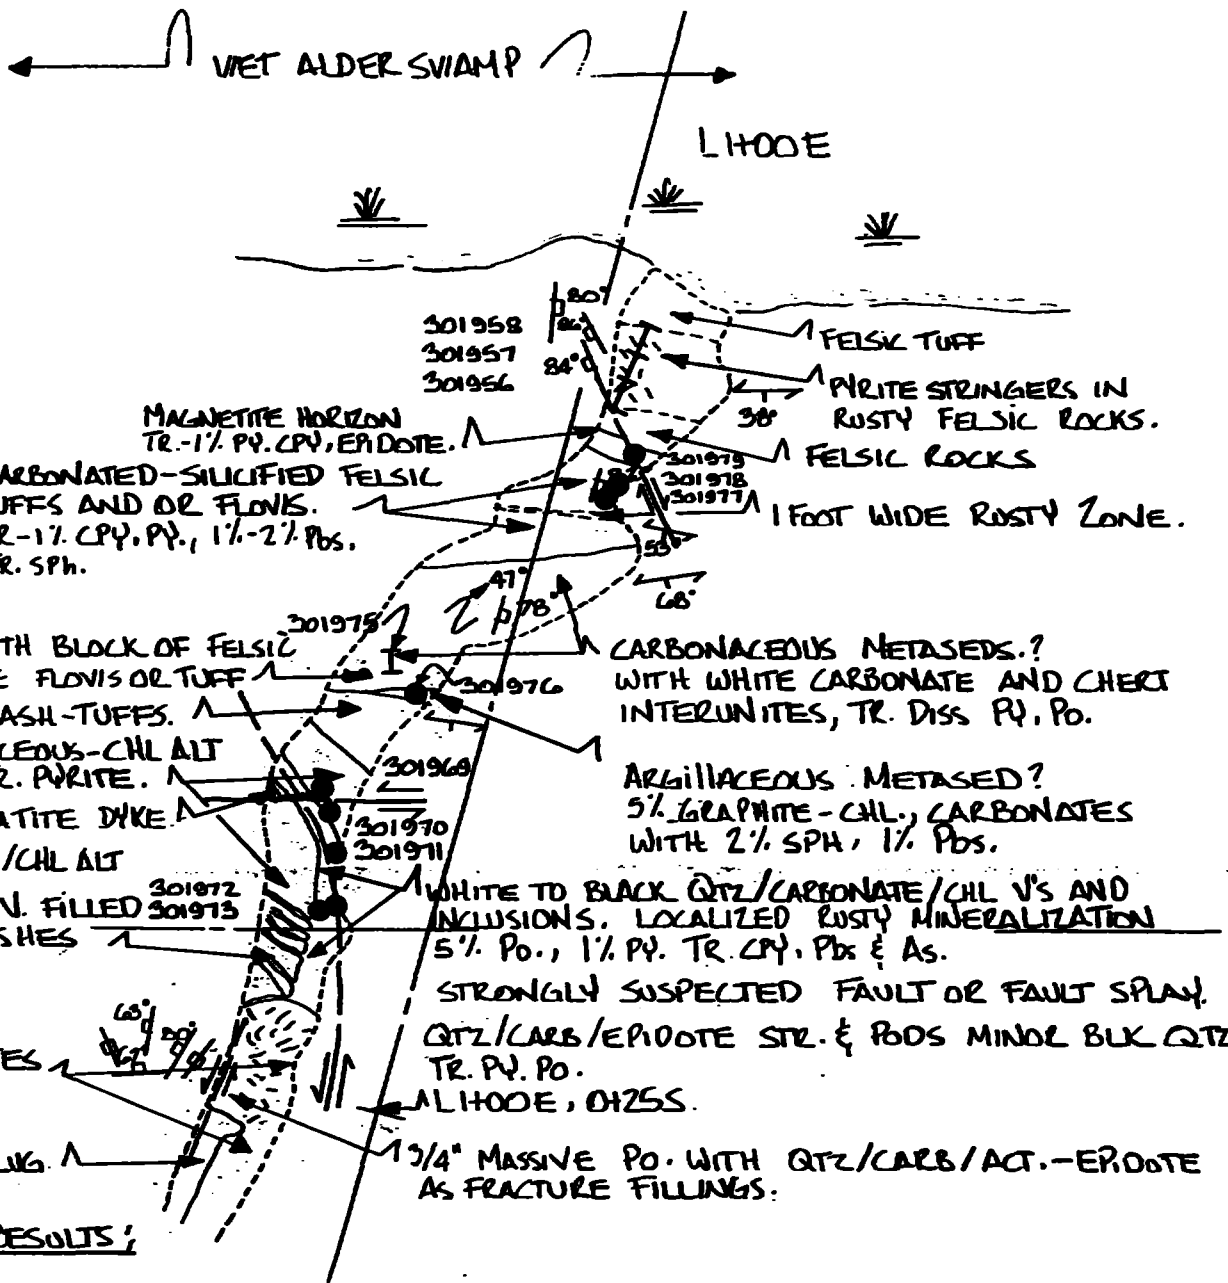 WET ALDER SWAMP
L1+00E
301958
301957
301956
80°
86°
84°
FELSIC TUFF
PYRITE STRINGERS IN
RUSTY FELSIC ROCKS.
38°
MAGNETITE HORIZON
TR.-1% PY. CPY, EPIDOTE.
FELSIC ROCKS
301979
301978
301977
ARBONATED-SILICIFIED FELSIC
UFFS AND OR FLOWS.
R-1% CPY. PY., 1%-2% Pbs.
R. SPh.
1 FOOT WIDE RUSTY ZONE.
53°
68°
47°
78°
301975
TH BLOCK OF FELSIC
E FLOWS OR TUFF
CARBONACEOUS METASEDS.?
WITH WHITE CARBONATE AND CHERT
INTERUNITES, TR. DISS PY. PO.
301976
ASH-TUFFS.
CEOUS-CHL ALT
R. PYRITE.
301969
ARGILLACEOUS METASED?
5% GRAPHITE-CHL., CARBONATES
WITH 2% SPH, 1% Pbs.
ATITE DYKE.
301970
301971
/CHL ALT
301972
N. FILLED 301973
SHES
WHITE TO BLACK QTZ/CARBONATE/CHL V'S AND
INCLUSIONS. LOCALIZED RUSTY MINERALIZATION
5% Po., 1% PY. TR. CPY. Pbs & As.
STRONGLY SUSPECTED FAULT OR FAULT SPLAY.
QTZ/CARB/EPIDOTE STR. & PODS MINOR BLK QTZ
TR. PY. PO.
L1+00E, 0+25S.
TES
3/4" MASSIVE PO. WITH QTZ/CARB/ACT.-EPIDOTE
AS FRACTURE FILLINGS.
RESULTS;